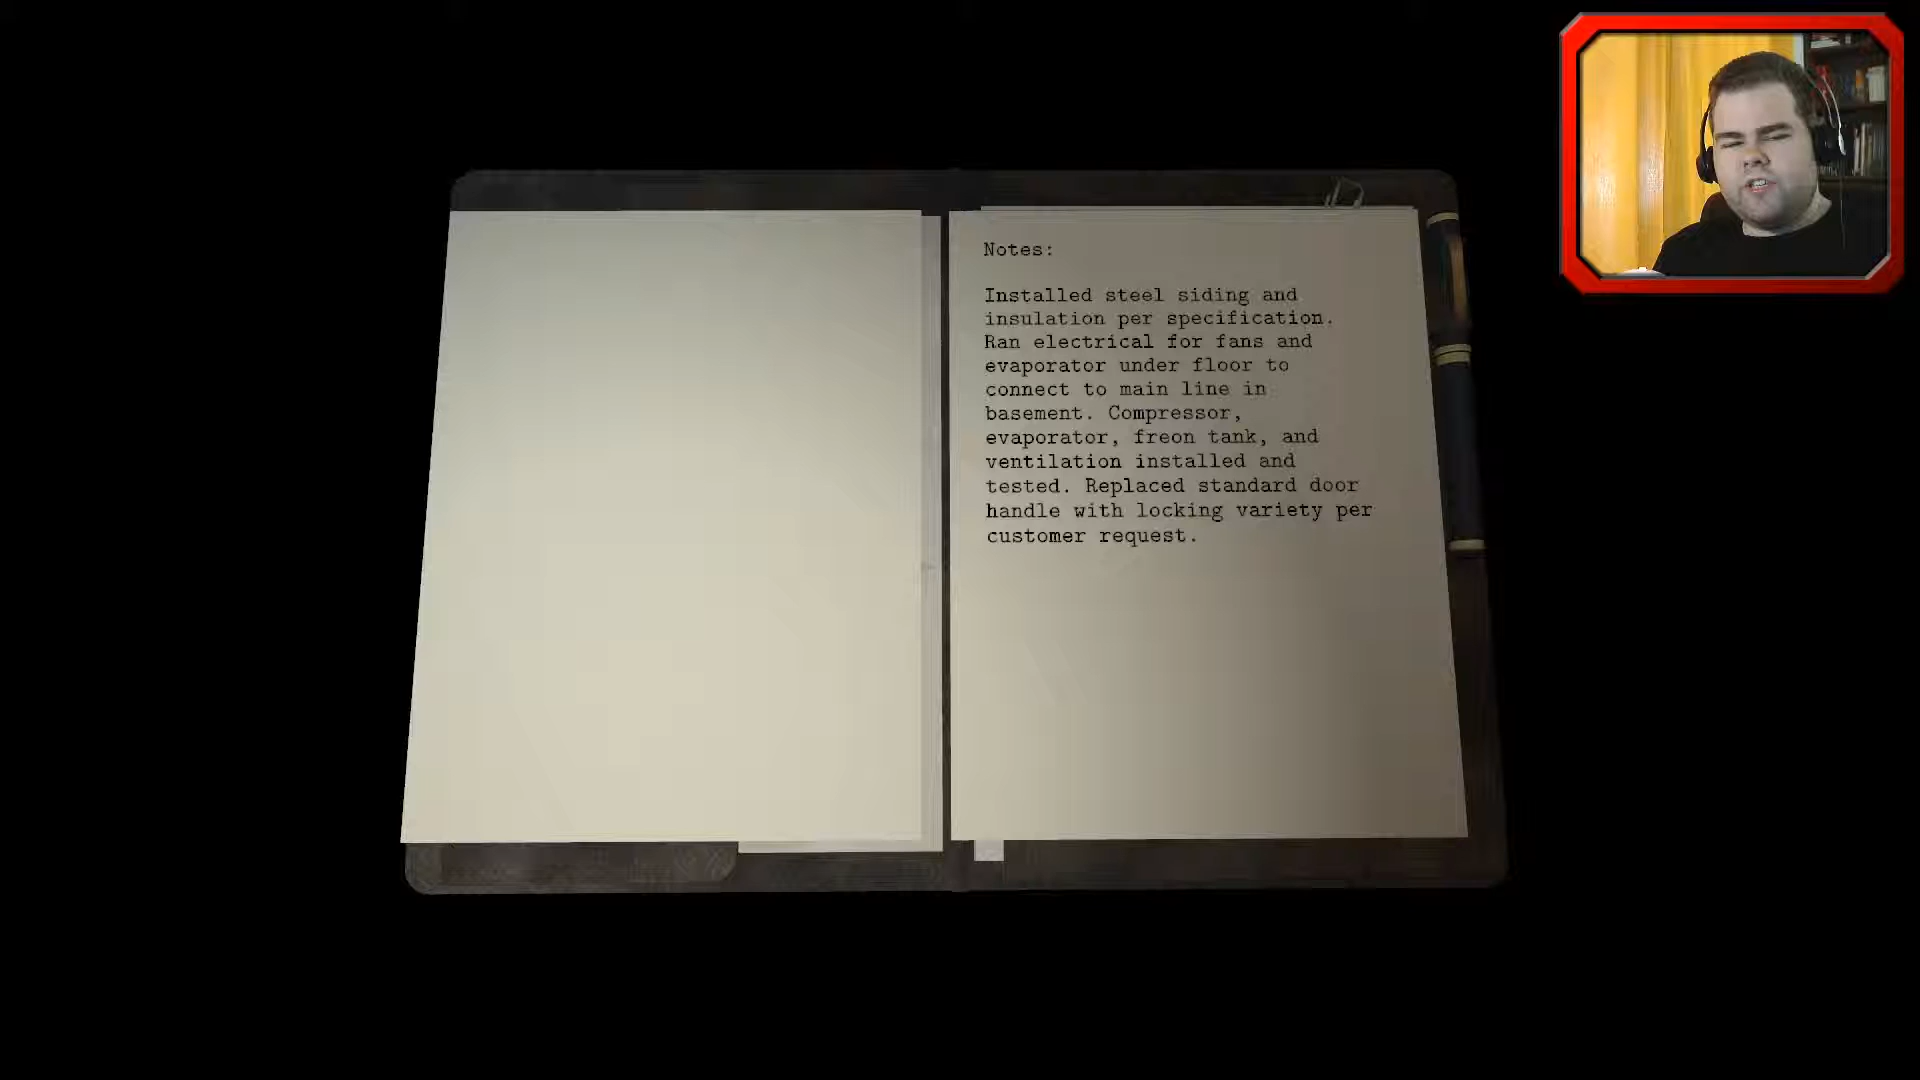 Notes:
Installed steel siding and
insulation per specification.
Ran electrical for fans and
evaporator under floor to
connect to main line in
basement. Compressor,
evaporator, freon tank, and
ventilation installed and
tested. Replaced standard door
handle with locking variety per
customer request.